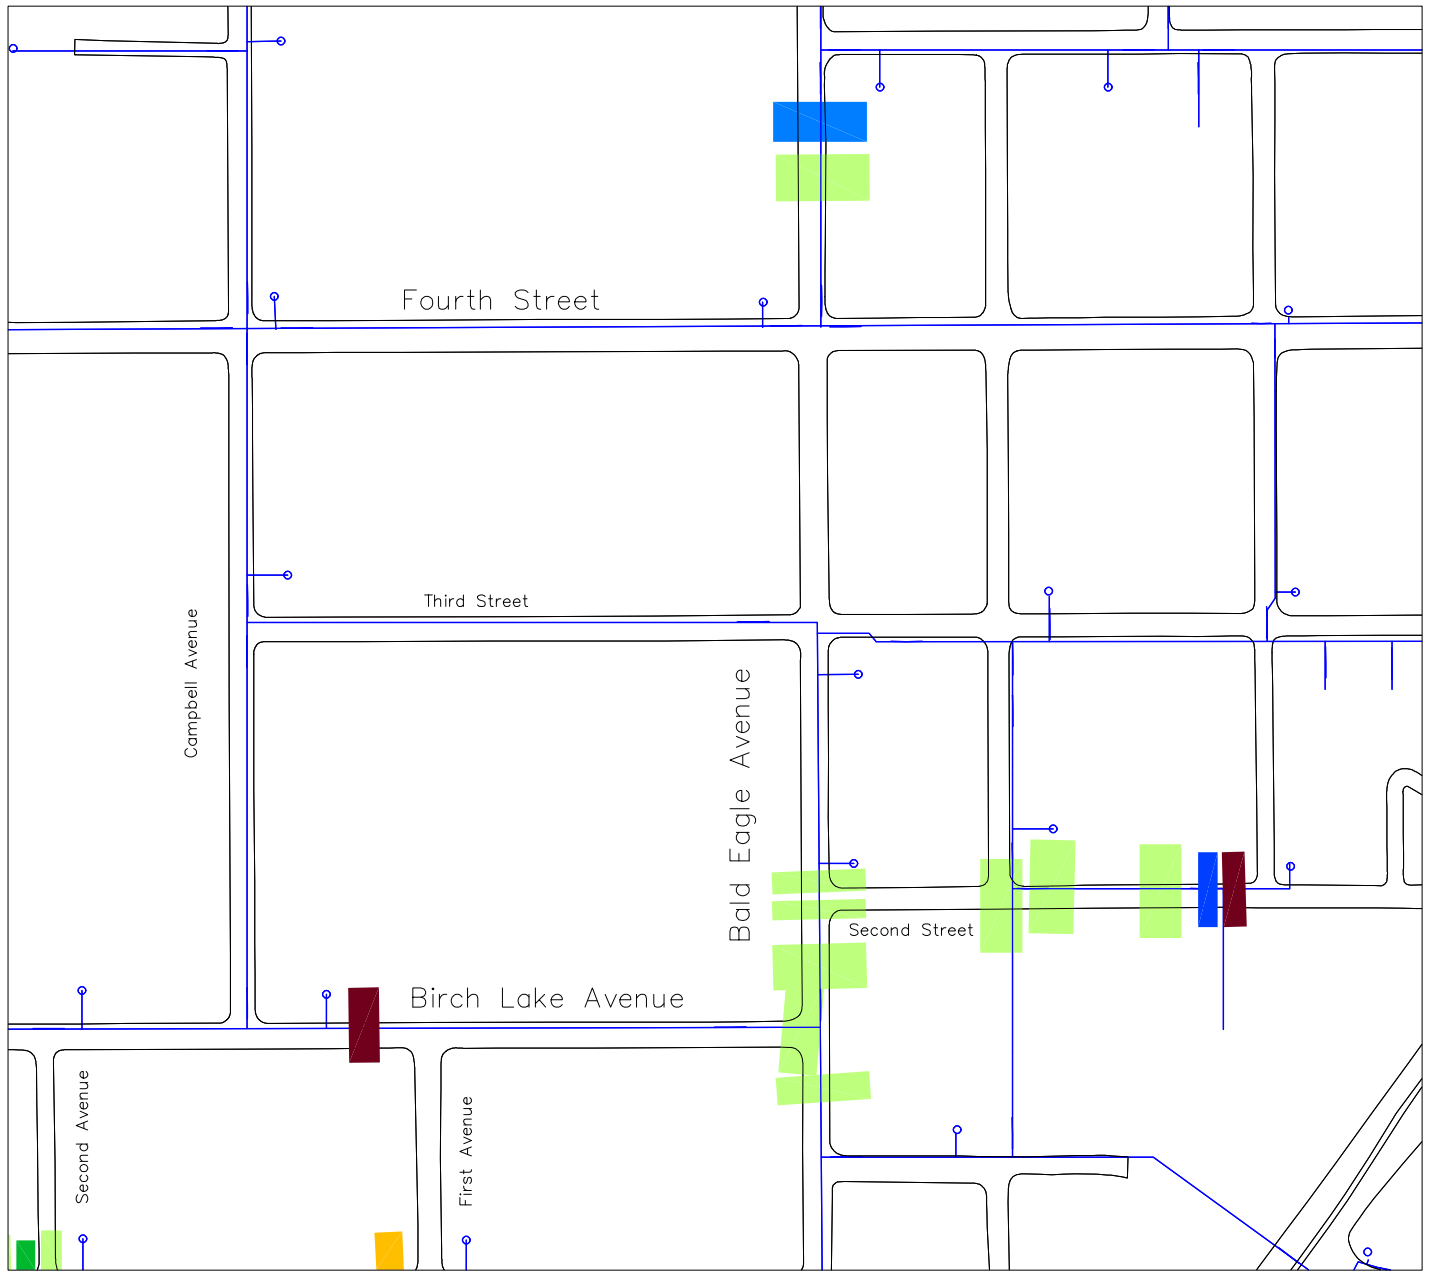 Fourth Street
Third Street
Campbell Avenue
Bald Eagle Avenue
Second Street
Birch Lake Avenue
Second Avenue
First Avenue